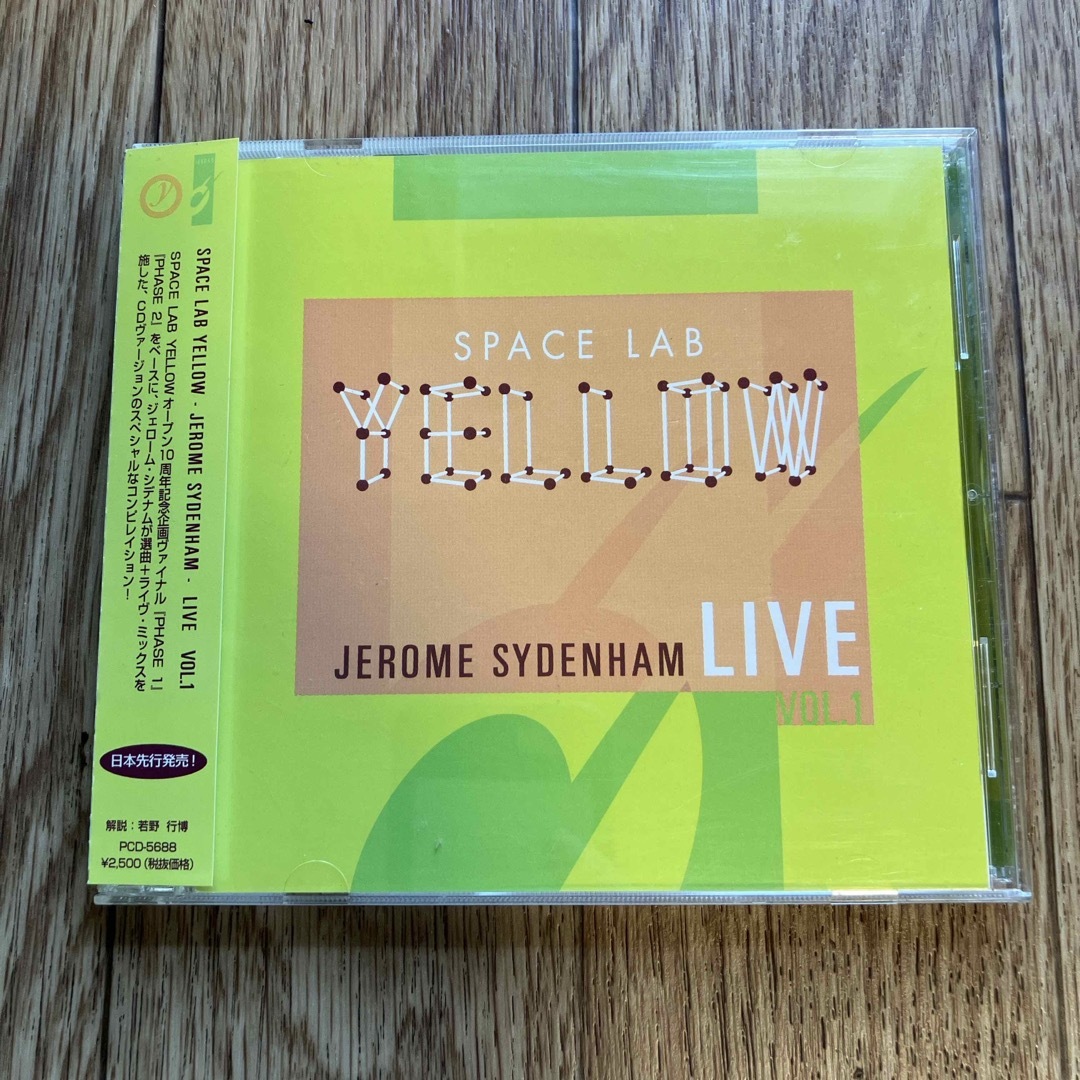 SPACE LAB YELLOW · JEROME SYDENHAM · LIVE VOL.1
SPACE LAB YELLOWオープン10周年記念企画ヴァイナル『PHASE 1』
『PHASE 2』をベースに、ジェローム・シデナムが選曲+ライヴ・ミックスを
施した、CDヴァージョンのスペシャルなコンピレイション!
日本先行発売!
解説:若野 行博
PCD-5688
¥2,500(税抜価格)
SPACE LAB
YELLOW
JEROME SYDENHAM LIVE
VOL.1